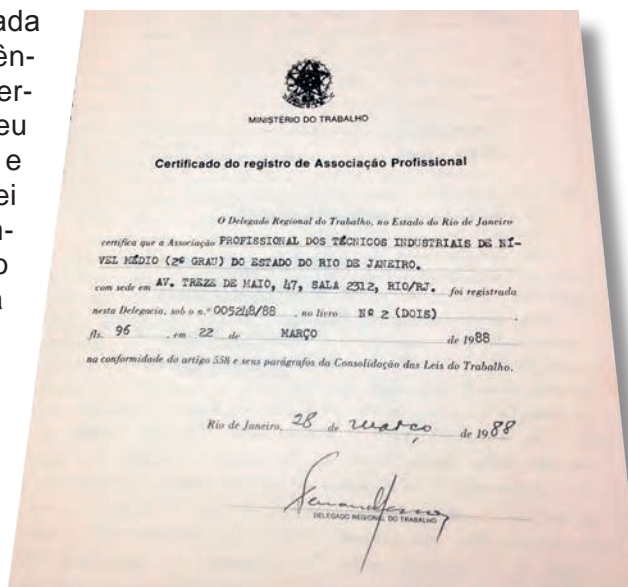 ada
ên-
er-
eu
e
ei
n-
o
a
MINISTÉRIO DO TRABALHO
Certificado do registro de Associação Profissional
O Delegado Regional do Trabalho, no Estado do Rio de Janeiro
certifica que a Associação PROFISSIONAL DOS TÉCNICOS INDUSTRIAIS DE NÍ-
VEL MÉDIO (2º GRAU) DO ESTADO DO RIO DE JANEIRO.
com sede em AV. TREZE DE MAIO, 47, SALA 2312, RIO/RJ. foi registrada
nesta Delegacia, sob o n.º 005248/88 , no livro Nº 2 (DOIS) ,
fls. 96 , em 22 de MARÇO de 1988
na conformidade do artigo 558 e seus parágrafos da Consolidação das Leis do Trabalho.
Rio de Janeiro, 28 de março de 1988
DELEGADO REGIONAL DO TRABALHO